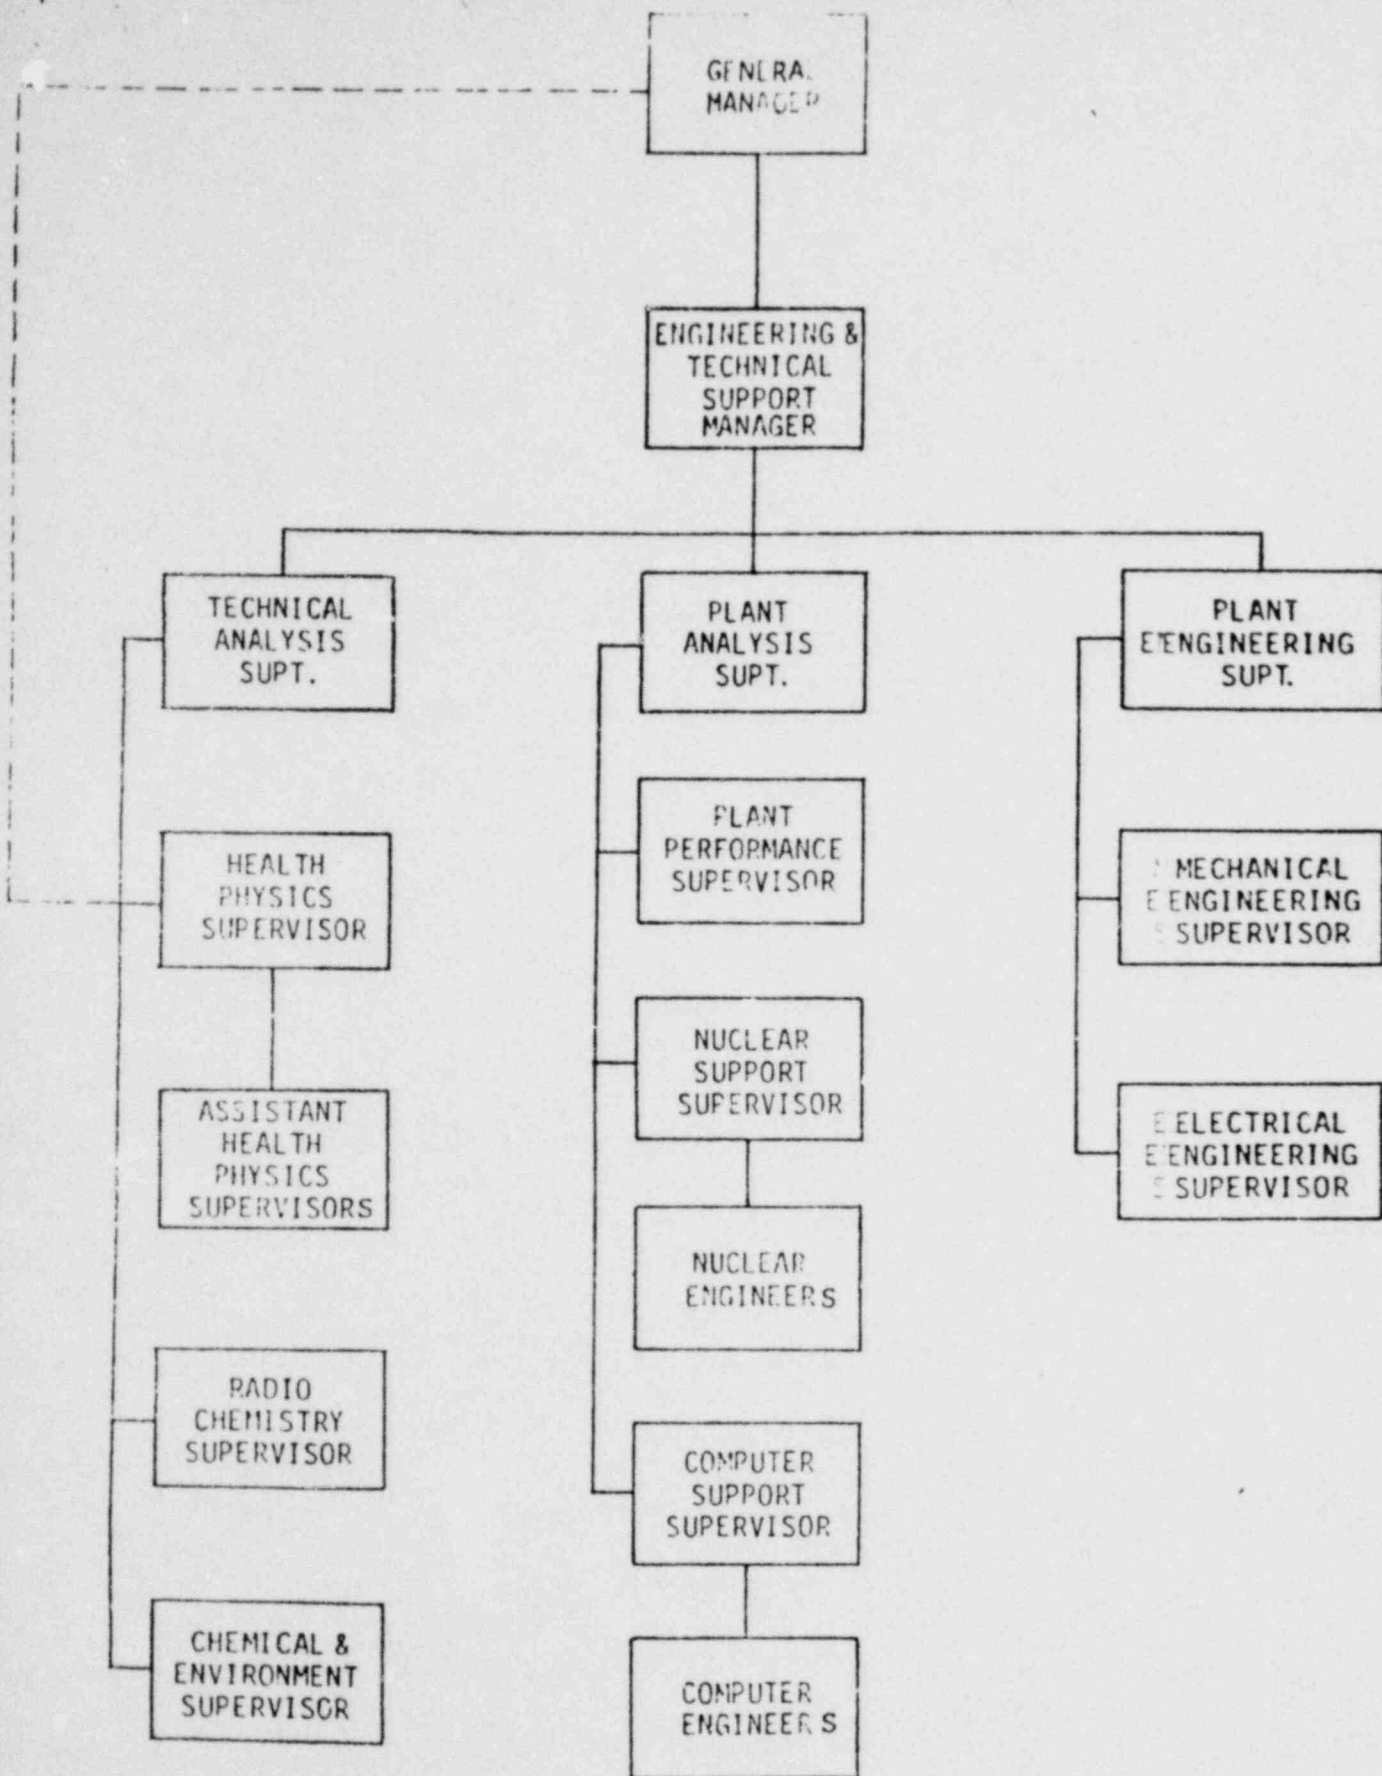 GENERAL
MANAGER
ENGINEERING &
TECHNICAL
SUPPORT
MANAGER
TECHNICAL
ANALYSIS
SUPT.
HEALTH
PHYSICS
SUPERVISOR
ASSISTANT
HEALTH
PHYSICS
SUPERVISORS
RADIO
CHEMISTRY
SUPERVISOR
CHEMICAL &
ENVIRONMENT
SUPERVISOR
PLANT
ANALYSIS
SUPT.
PLANT
PERFORMANCE
SUPERVISOR
NUCLEAR
SUPPORT
SUPERVISOR
NUCLEAR
ENGINEERS
COMPUTER
SUPPORT
SUPERVISOR
COMPUTER
ENGINEERS
PLANT
ENGINEERING
SUPT.
MECHANICAL
ENGINEERING
SUPERVISOR
ELECTRICAL
ENGINEERING
SUPERVISOR